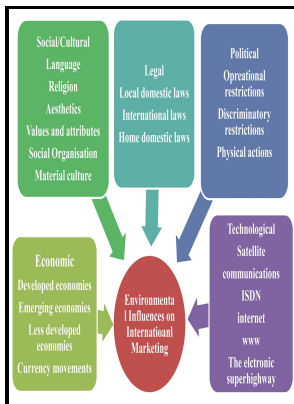 Social/Cultural
Language
Religion
Aesthetics
Values and attributes
Social Organisation
Material culture
Legal
Local domestic laws
International laws
Home domestic laws
Political
Opreational
restrictions
Discriminatory
restrictions
Physical actions
Economic
Developed economies
Emerging economies
Less developed
economies
Currency movements
Environmenta
l Influences on
Internatioanl
Marketing
Technological
Satellite
communications
ISDN
internet
www
The elctronic
superhighway